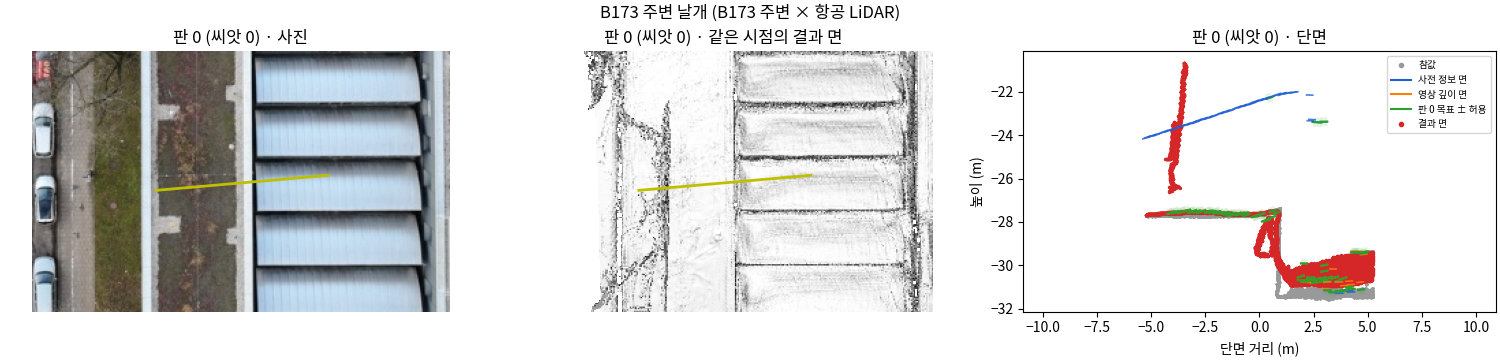 B173 주변 날개 (B173 주변 × 항공 LiDAR)
판 0 (씨앗 0) · 사진
판 0 (씨앗 0) · 같은 시점의 결과 면
판 0 (씨앗 0) · 단면
참값
사전 정보 면
영상 깊이 면
판 0 목표 ± 허용
결과 면
높이 (m)
−22
−24
−26
−28
−30
−32
−10.0 −7.5 −5.0 −2.5 0.0 2.5 5.0 7.5 10.0
단면 거리 (m)